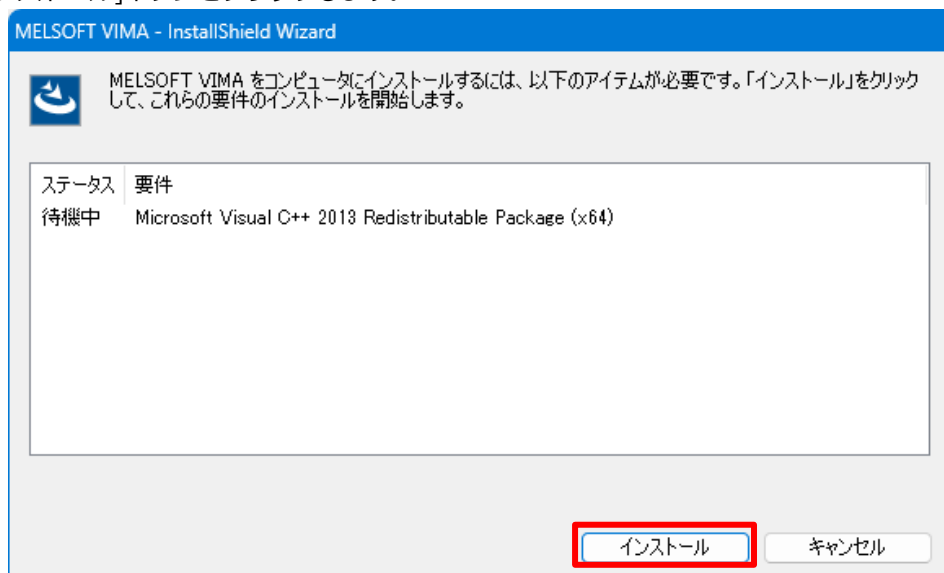 MELSOFT VIMA - InstallShield Wizard
MELSOFT VIMA をコンピュータにインストールするには、以下のアイテムが必要です。「インストール」をクリック
して、これらの要件のインストールを開始します。
ステータス 要件
待機中 Microsoft Visual C++ 2013 Redistributable Package (x64)
インストール キャンセル